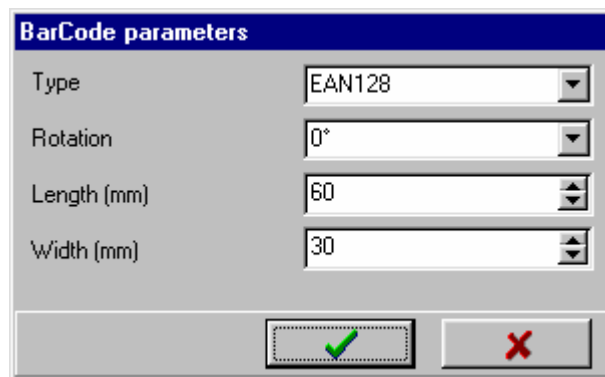 BarCode parameters
Type EAN128
Rotation 0°
Length (mm) 60
Width (mm) 30